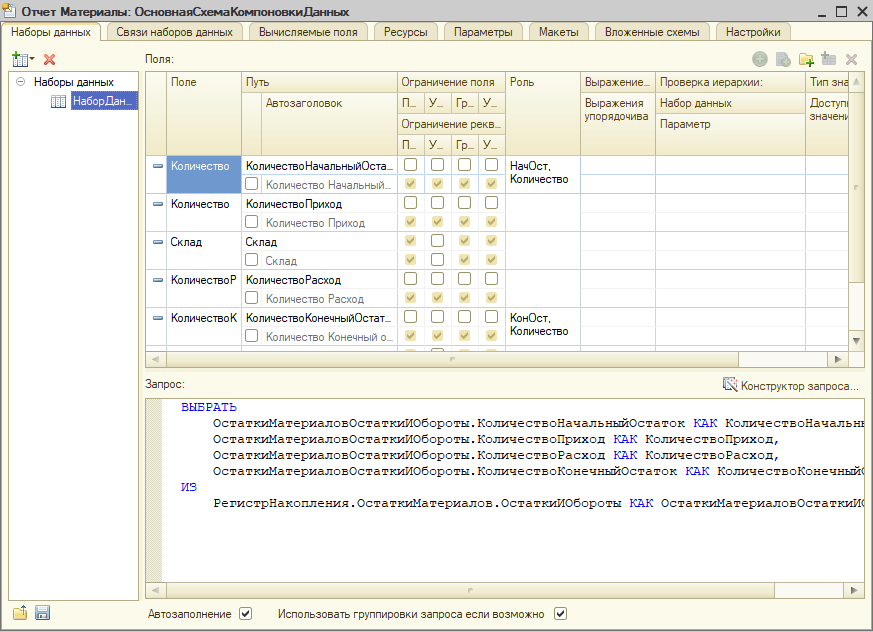 Отчет Материалы: ОсновнаяСхемаКомпоновкиДанных
Наборы данных
Связи наборов данных
Вычисляемые поля
Ресурсы
Параметры
Макеты
Вложенные схемы
Настройки
Поля:
Наборы данных
НаборДан...
Поле
Путь
Ограничение поля
Роль
Выражение...
Проверка иерархии:
Тип зна
Автозаголовок
П... У... Гр... У...
Выражения упорядочива
Набор данных
Доступн
значени
Ограничение рекв...
Параметр
П... У... Гр... У...
Количество
КоличествоНачальныйОста...
НачОст,
Количество
Количество Начальный...
Количество
КоличествоПриход
Количество Приход
Склад
Склад
Склад
КоличествоР
КоличествоРасход
Количество Расход
КоличествоК
КоличествоКонечныйОстат...
КонОст,
Количество
Количество Конечный о...
Запрос:
Конструктор запроса...
ВЫБРАТЬ
ОстаткиМатериаловОстаткиИОбороты.КоличествоНачальныйОстаток КАК КоличествоНачальн
ОстаткиМатериаловОстаткиИОбороты.КоличествоПриход КАК КоличествоПриход,
ОстаткиМатериаловОстаткиИОбороты.КоличествоРасход КАК КоличествоРасход,
ОстаткиМатериаловОстаткиИОбороты.КоличествоКонечныйОстаток КАК КоличествоКонечныйО
ИЗ
РегистрНакопления.ОстаткиМатериалов.ОстаткиИОбороты КАК ОстаткиМатериаловОстаткиИО
Автозаполнение
Использовать группировки запроса если возможно